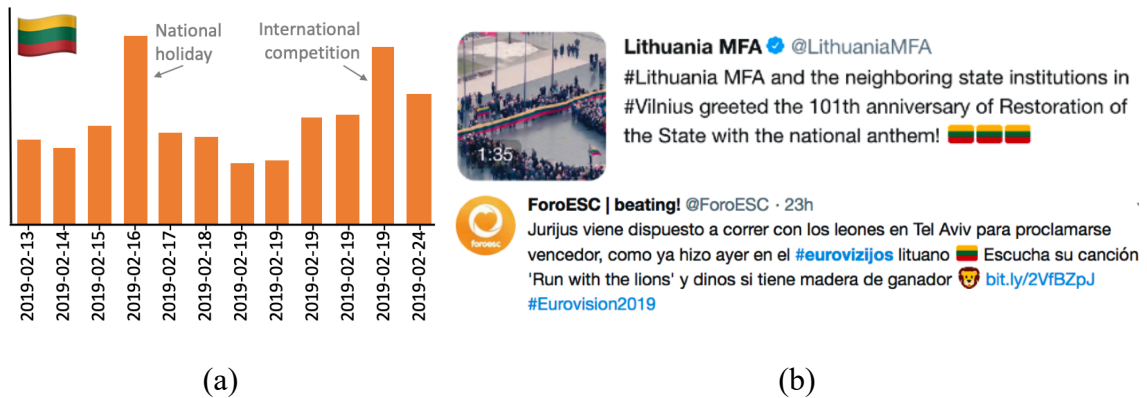 National
holiday
International
competition
2019-02-13
2019-02-14
2019-02-15
2019-02-16
2019-02-17
2019-02-18
2019-02-19
2019-02-19
2019-02-19
2019-02-19
2019-02-19
2019-02-24
(a)
Lithuania MFA @LithuaniaMFA
#Lithuania MFA and the neighboring state institutions in
#Vilnius greeted the 101th anniversary of Restoration of
the State with the national anthem! 🇱🇹🇱🇹🇱🇹
1:35
foroesc
ForoESC | beating! @ForoESC · 23h
Jurijus viene dispuesto a correr con los leones en Tel Aviv para proclamarse
vencedor, como ya hizo ayer en el #eurovizijos lituano 🇱🇹 Escucha su canción
'Run with the lions' y dinos si tiene madera de ganador 🦁 bit.ly/2VfBZpJ
#Eurovision2019
(b)